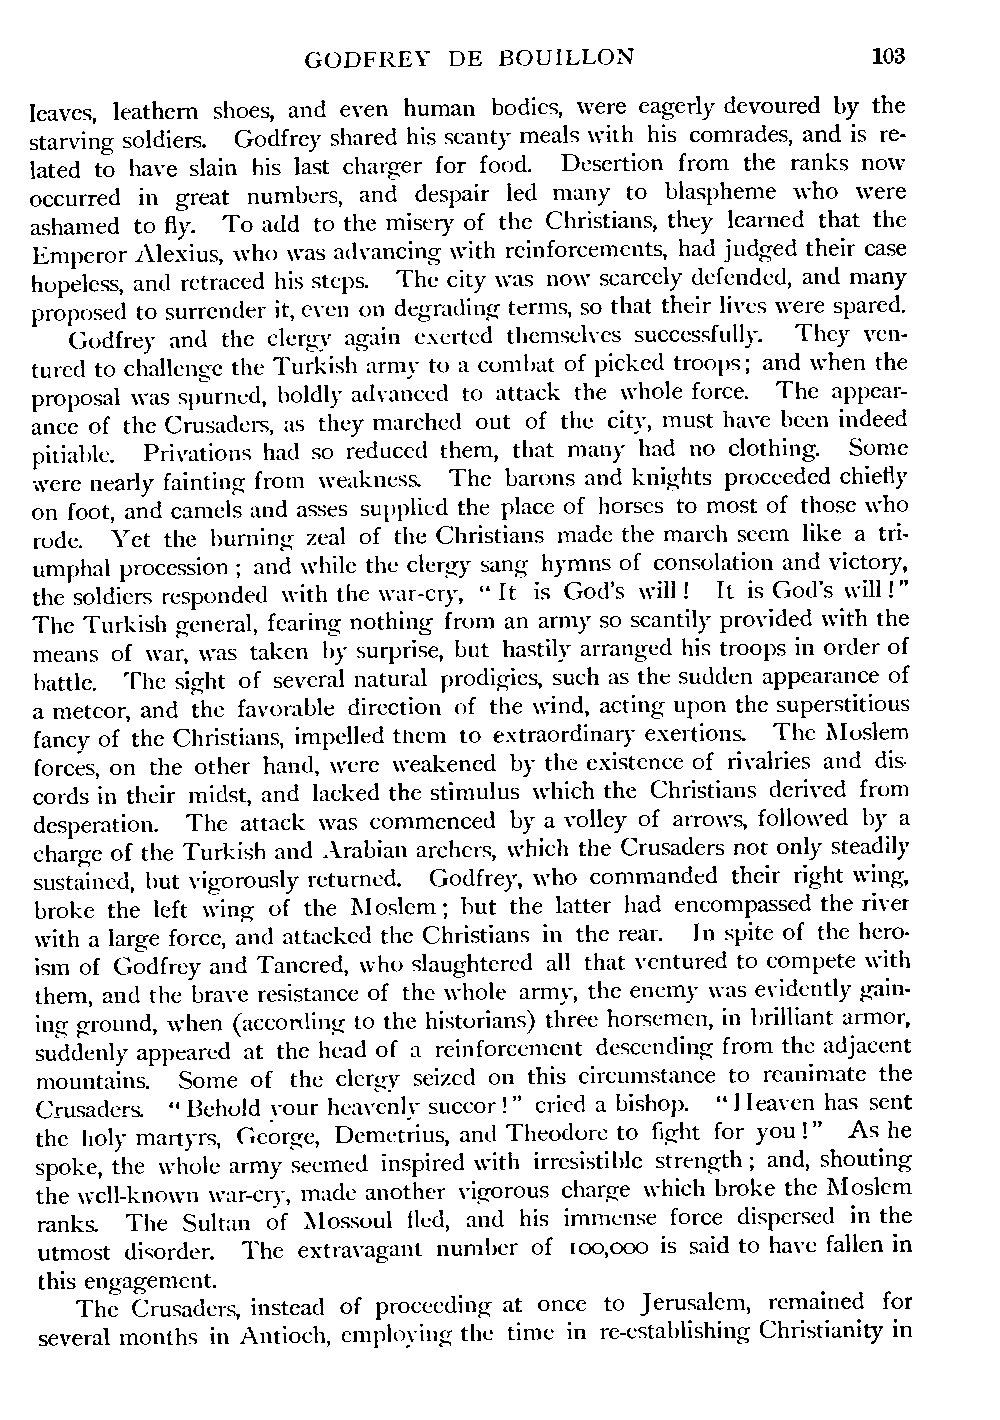 GODFREY DE BOUILLON 103
leaves, leathern shoes, and even human bodies, were eagerly devoured by the
starving soldiers. Godfrey shared his scanty meals with his comrades, and is re-
lated to have slain his last charger for food. Desertion from the ranks now
occurred in great numbers, and despair led many to blaspheme who were
ashamed to fly. To add to the misery of the Christians, they learned that the
Emperor Alexius, who was advancing with reinforcements, had judged their case
hopeless, and retraced his steps. The city was now scarcely defended, and many
proposed to surrender it, even on degrading terms, so that their lives were spared.
Godfrey and the clergy again exerted themselves successfully. They ven-
tured to challenge the Turkish army to a combat of picked troops; and when the
proposal was spurned, boldly advanced to attack the whole force. The appear-
ance of the Crusaders, as they marched out of the city, must have been indeed
pitiable. Privations had so reduced them, that many had no clothing. Some
were nearly fainting from weakness. The barons and knights proceeded chiefly
on foot, and camels and asses supplied the place of horses to most of those who
rode. Yet the burning zeal of the Christians made the march seem like a tri-
umphal procession; and while the clergy sang hymns of consolation and victory,
the soldiers responded with the war-cry, “It is God's will! It is God's will!”
The Turkish general, fearing nothing from an army so scantily provided with the
means of war, was taken by surprise, but hastily arranged his troops in order of
battle. The sight of several natural prodigies, such as the sudden appearance of
a meteor, and the favorable direction of the wind, acting upon the superstitious
fancy of the Christians, impelled them to extraordinary exertions. The Moslem
forces, on the other hand, were weakened by the existence of rivalries and dis-
cords in their midst, and lacked the stimulus which the Christians derived from
desperation. The attack was commenced by a volley of arrows, followed by a
charge of the Turkish and Arabian archers, which the Crusaders not only steadily
sustained, but vigorously returned. Godfrey, who commanded their right wing,
broke the left wing of the Moslem; but the latter had encompassed the river
with a large force, and attacked the Christians in the rear. In spite of the hero-
ism of Godfrey and Tancred, who slaughtered all that ventured to compete with
them, and the brave resistance of the whole army, the enemy was evidently gain-
ing ground, when (according to the historians) three horsemen, in brilliant armor,
suddenly appeared at the head of a reinforcement descending from the adjacent
mountains. Some of the clergy seized on this circumstance to reanimate the
Crusaders. “Behold your heavenly succor!” cried a bishop. “Heaven has sent
the holy martyrs, George, Demetrius, and Theodore to fight for you!” As he
spoke, the whole army seemed inspired with irresistible strength; and, shouting
the well-known war-cry, made another vigorous charge which broke the Moslem
ranks. The Sultan of Mossoul fled, and his immense force dispersed in the
utmost disorder. The extravagant number of 100,000 is said to have fallen in
this engagement.
The Crusaders, instead of proceeding at once to Jerusalem, remained for
several months in Antioch, employing the time in re-establishing Christianity in